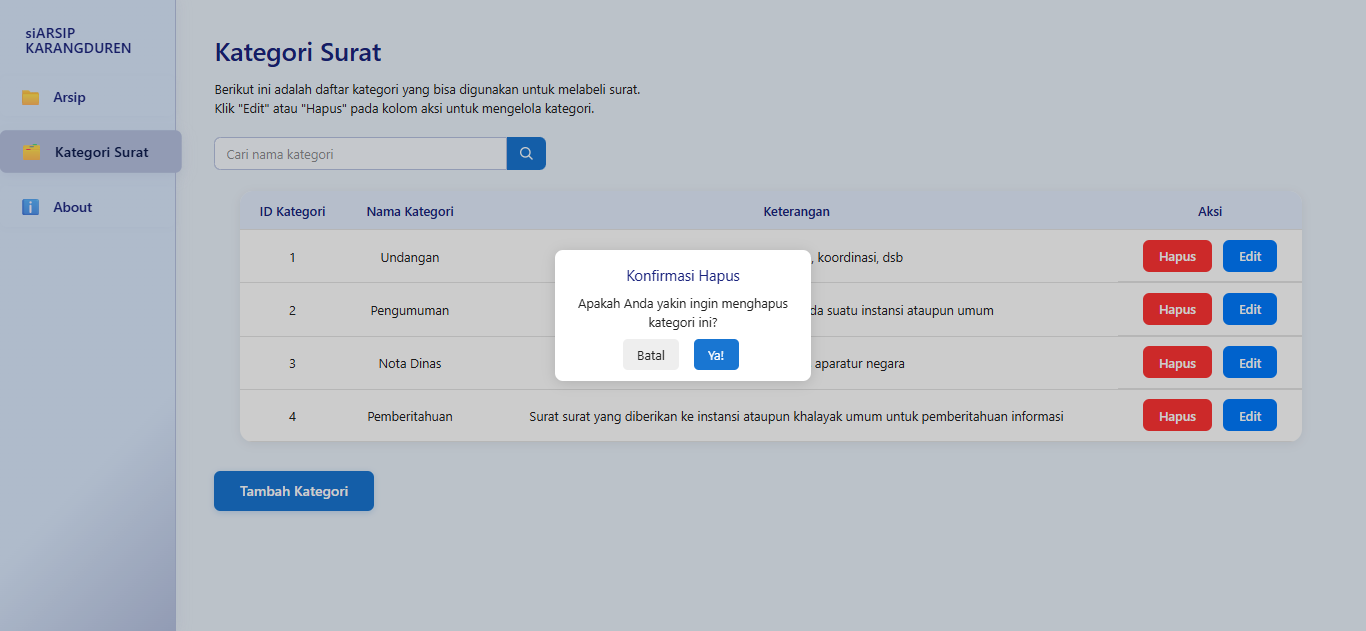 siARSIP
KARANGDUREN
Arsip
Kategori Surat
About
Kategori Surat
Berikut ini adalah daftar kategori yang bisa digunakan untuk melabeli surat.
Klik "Edit" atau "Hapus" pada kolom aksi untuk mengelola kategori.
Cari nama kategori
ID Kategori Nama Kategori Keterangan Aksi
1 Undangan , koordinasi, dsb Hapus Edit
2 Pengumuman suatu instansi ataupun umum Hapus Edit
3 Nota Dinas aparatur negara Hapus Edit
4 Pemberitahuan Surat surat yang diberikan ke instansi ataupun khalayak umum untuk pemberitahuan informasi Hapus Edit
Konfirmasi Hapus
Apakah Anda yakin ingin menghapus
kategori ini?
Batal Ya!
Tambah Kategori